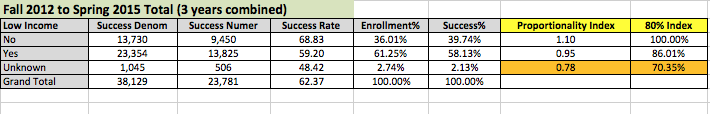 Fall 2012 to Spring 2015 Total (3 years combined)
Low Income Success Denom Success Numer Success Rate Enrollment% Success% Proportionality Index 80% Index
No 13,730 9,450 68.83 36.01% 39.74% 1.10 100.00%
Yes 23,354 13,825 59.20 61.25% 58.13% 0.95 86.01%
Unknown 1,045 506 48.42 2.74% 2.13% 0.78 70.35%
Grand Total 38,129 23,781 62.37 100.00% 100.00%